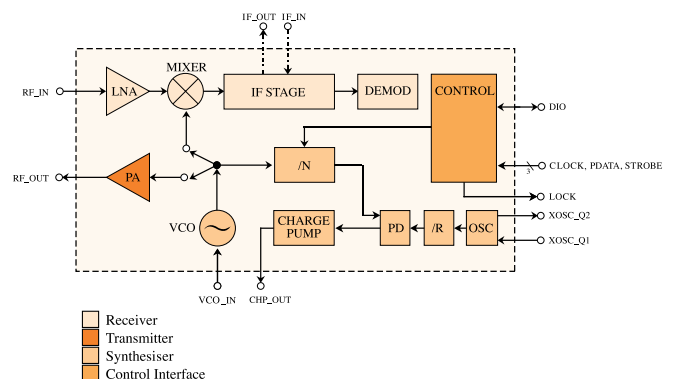 IF_OUT IF_IN
MIXER
RF_IN
LNA
IF STAGE
DEMOD
CONTROL
DIO
/N
CLOCK, PDATA, STROBE
3
RF_OUT
PA
LOCK
VCO
CHARGE
PUMP
PD
/R
OSC
XOSC_Q2
XOSC_Q1
VCO_IN
CHP_OUT
Receiver
Transmitter
Synthesiser
Control Interface